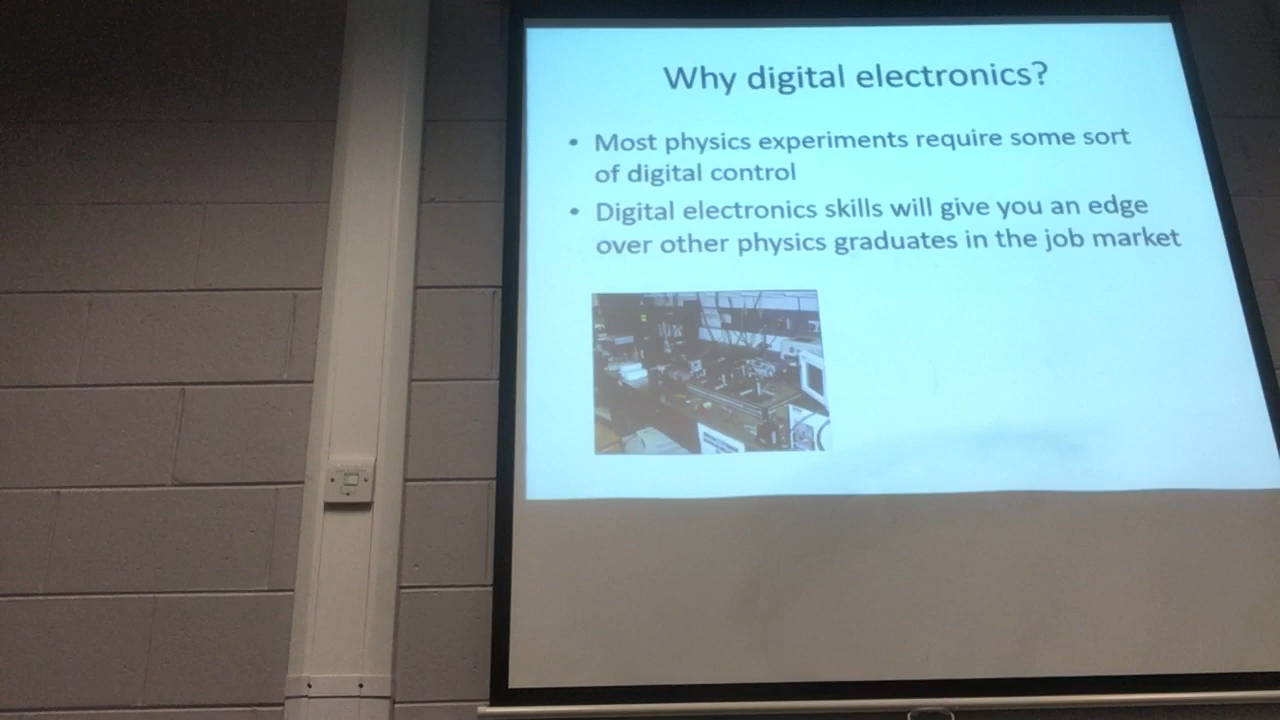 Why digital electronics?
• Most physics experiments require some sort
of digital control
• Digital electronics skills will give you an edge
over other physics graduates in the job market